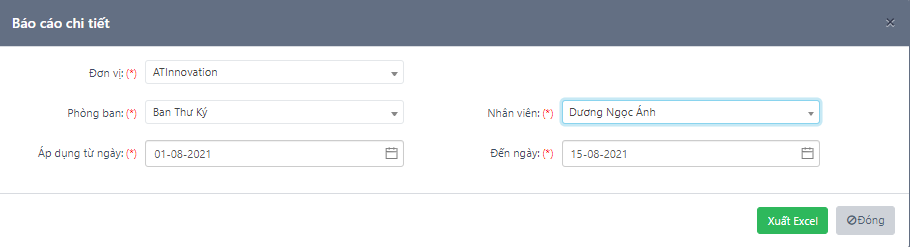 Báo cáo chi tiết ×
Đơn vị: (*) ATInnovation
Phòng ban: (*) Ban Thư Ký Nhân viên: (*) Dương Ngọc Ánh
Áp dụng từ ngày: (*) 01-08-2021 Đến ngày: (*) 15-08-2021
Xuất Excel Đóng